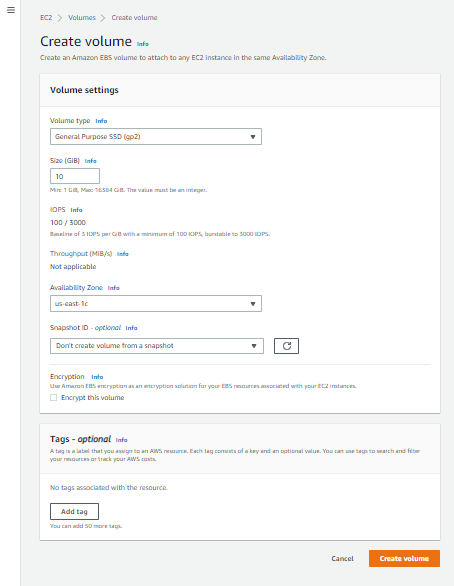 EC2 > Volumes > Create volume
Create volume Info
Create an Amazon EBS volume to attach to any EC2 instance in the same Availability Zone.
Volume settings
Volume type Info
General Purpose SSD (gp2)
Size (GiB) Info
10
Min: 1 GiB, Max: 16384 GiB. The value must be an integer.
IOPS Info
100 / 3000
Baseline of 3 IOPS per GiB with a minimum of 100 IOPS, burstable to 3000 IOPS.
Throughput (MiB/s) Info
Not applicable
Availability Zone Info
us-east-1c
Snapshot ID - optional Info
Don't create volume from a snapshot
Encryption Info
Use Amazon EBS encryption as an encryption solution for your EBS resources associated with your EC2 instances.
Encrypt this volume
Tags - optional Info
A tag is a label that you assign to an AWS resource. Each tag consists of a key and an optional value. You can use tags to search and filter
your resources or track your AWS costs.
No tags associated with the resource.
Add tag
You can add 50 more tags.
Cancel Create volume